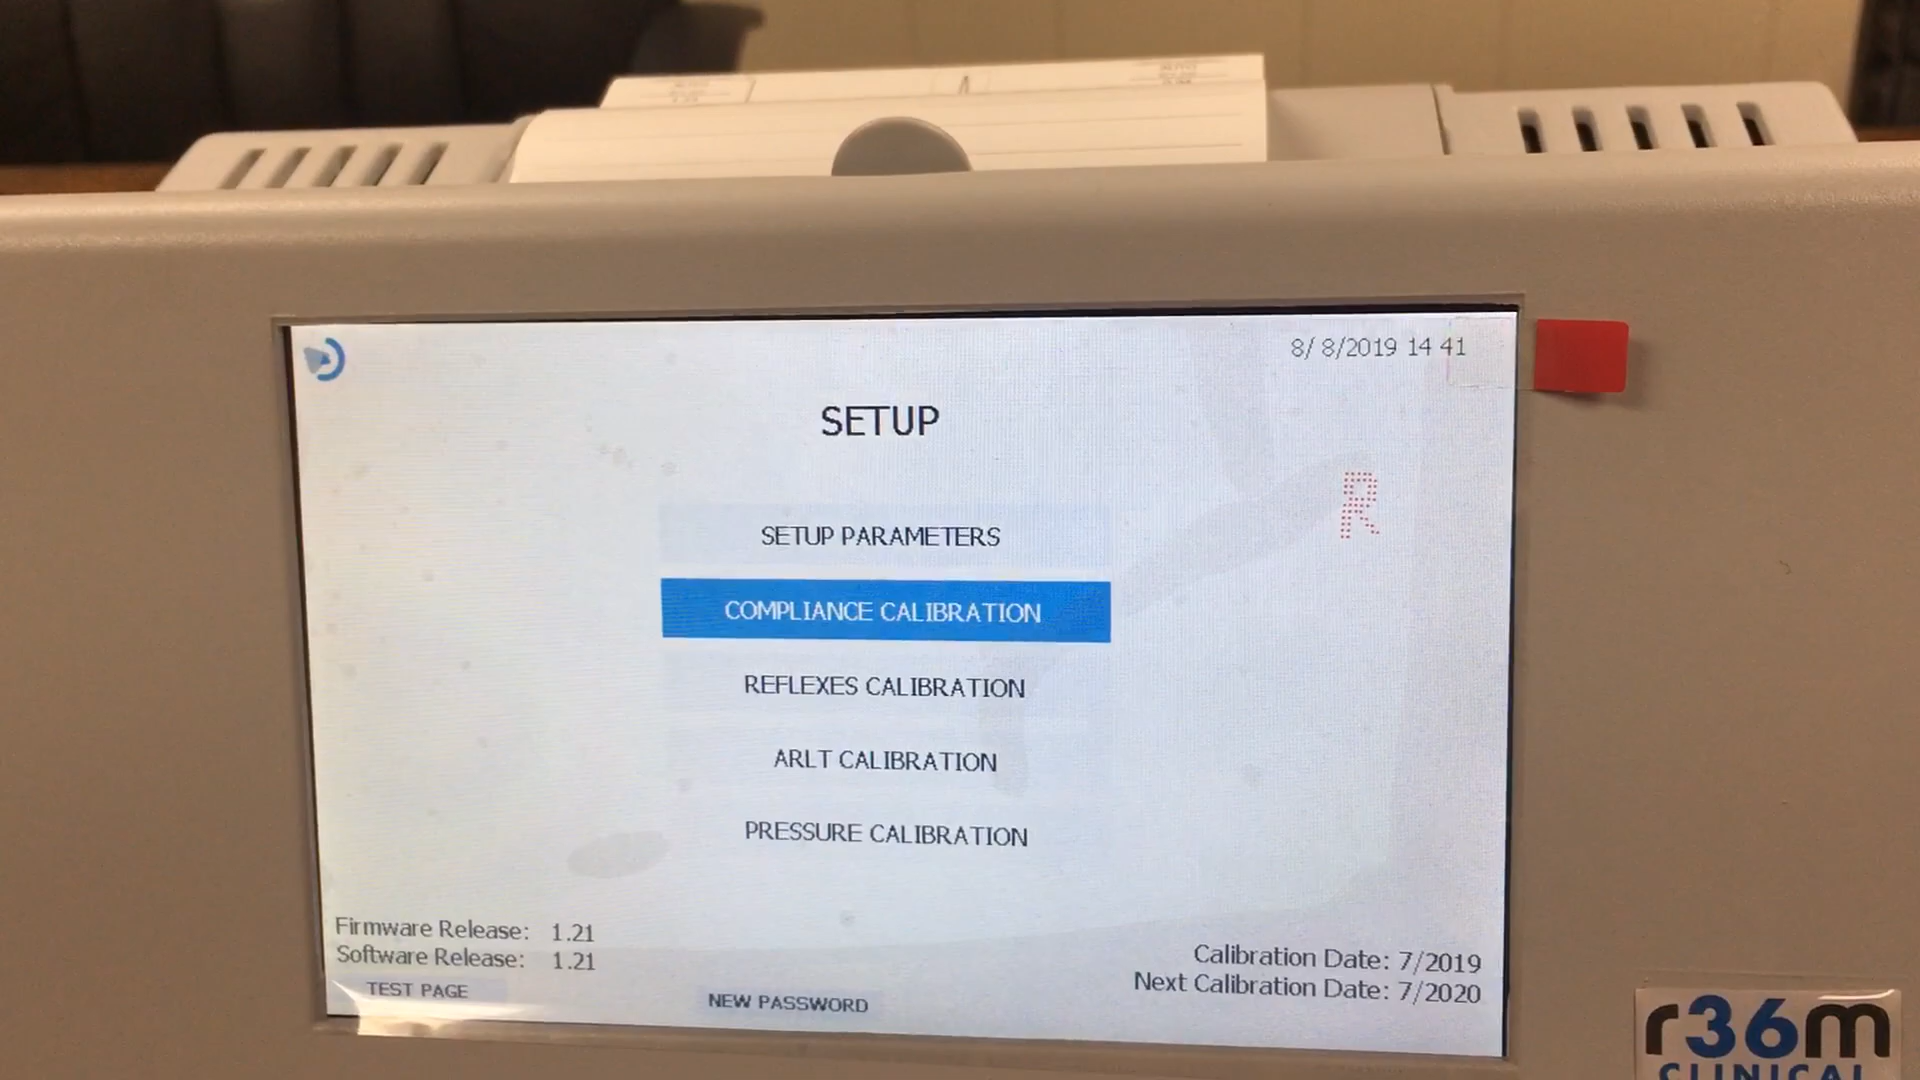 8/ 8/2019 14 41
SETUP
R
SETUP PARAMETERS
COMPLIANCE CALIBRATION
REFLEXES CALIBRATION
ARLT CALIBRATION
PRESSURE CALIBRATION
Firmware Release: 1.21
Software Release: 1.21
Calibration Date: 7/2019
Next Calibration Date: 7/2020
TEST PAGE
NEW PASSWORD
r36m
CLINICAL